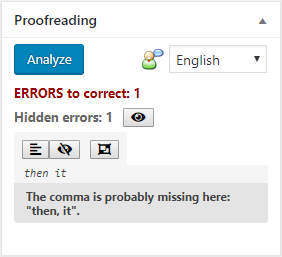 Proofreading
Analyze
English
ERRORS to correct: 1
Hidden errors: 1
then it
The comma is probably missing here:
"then, it".